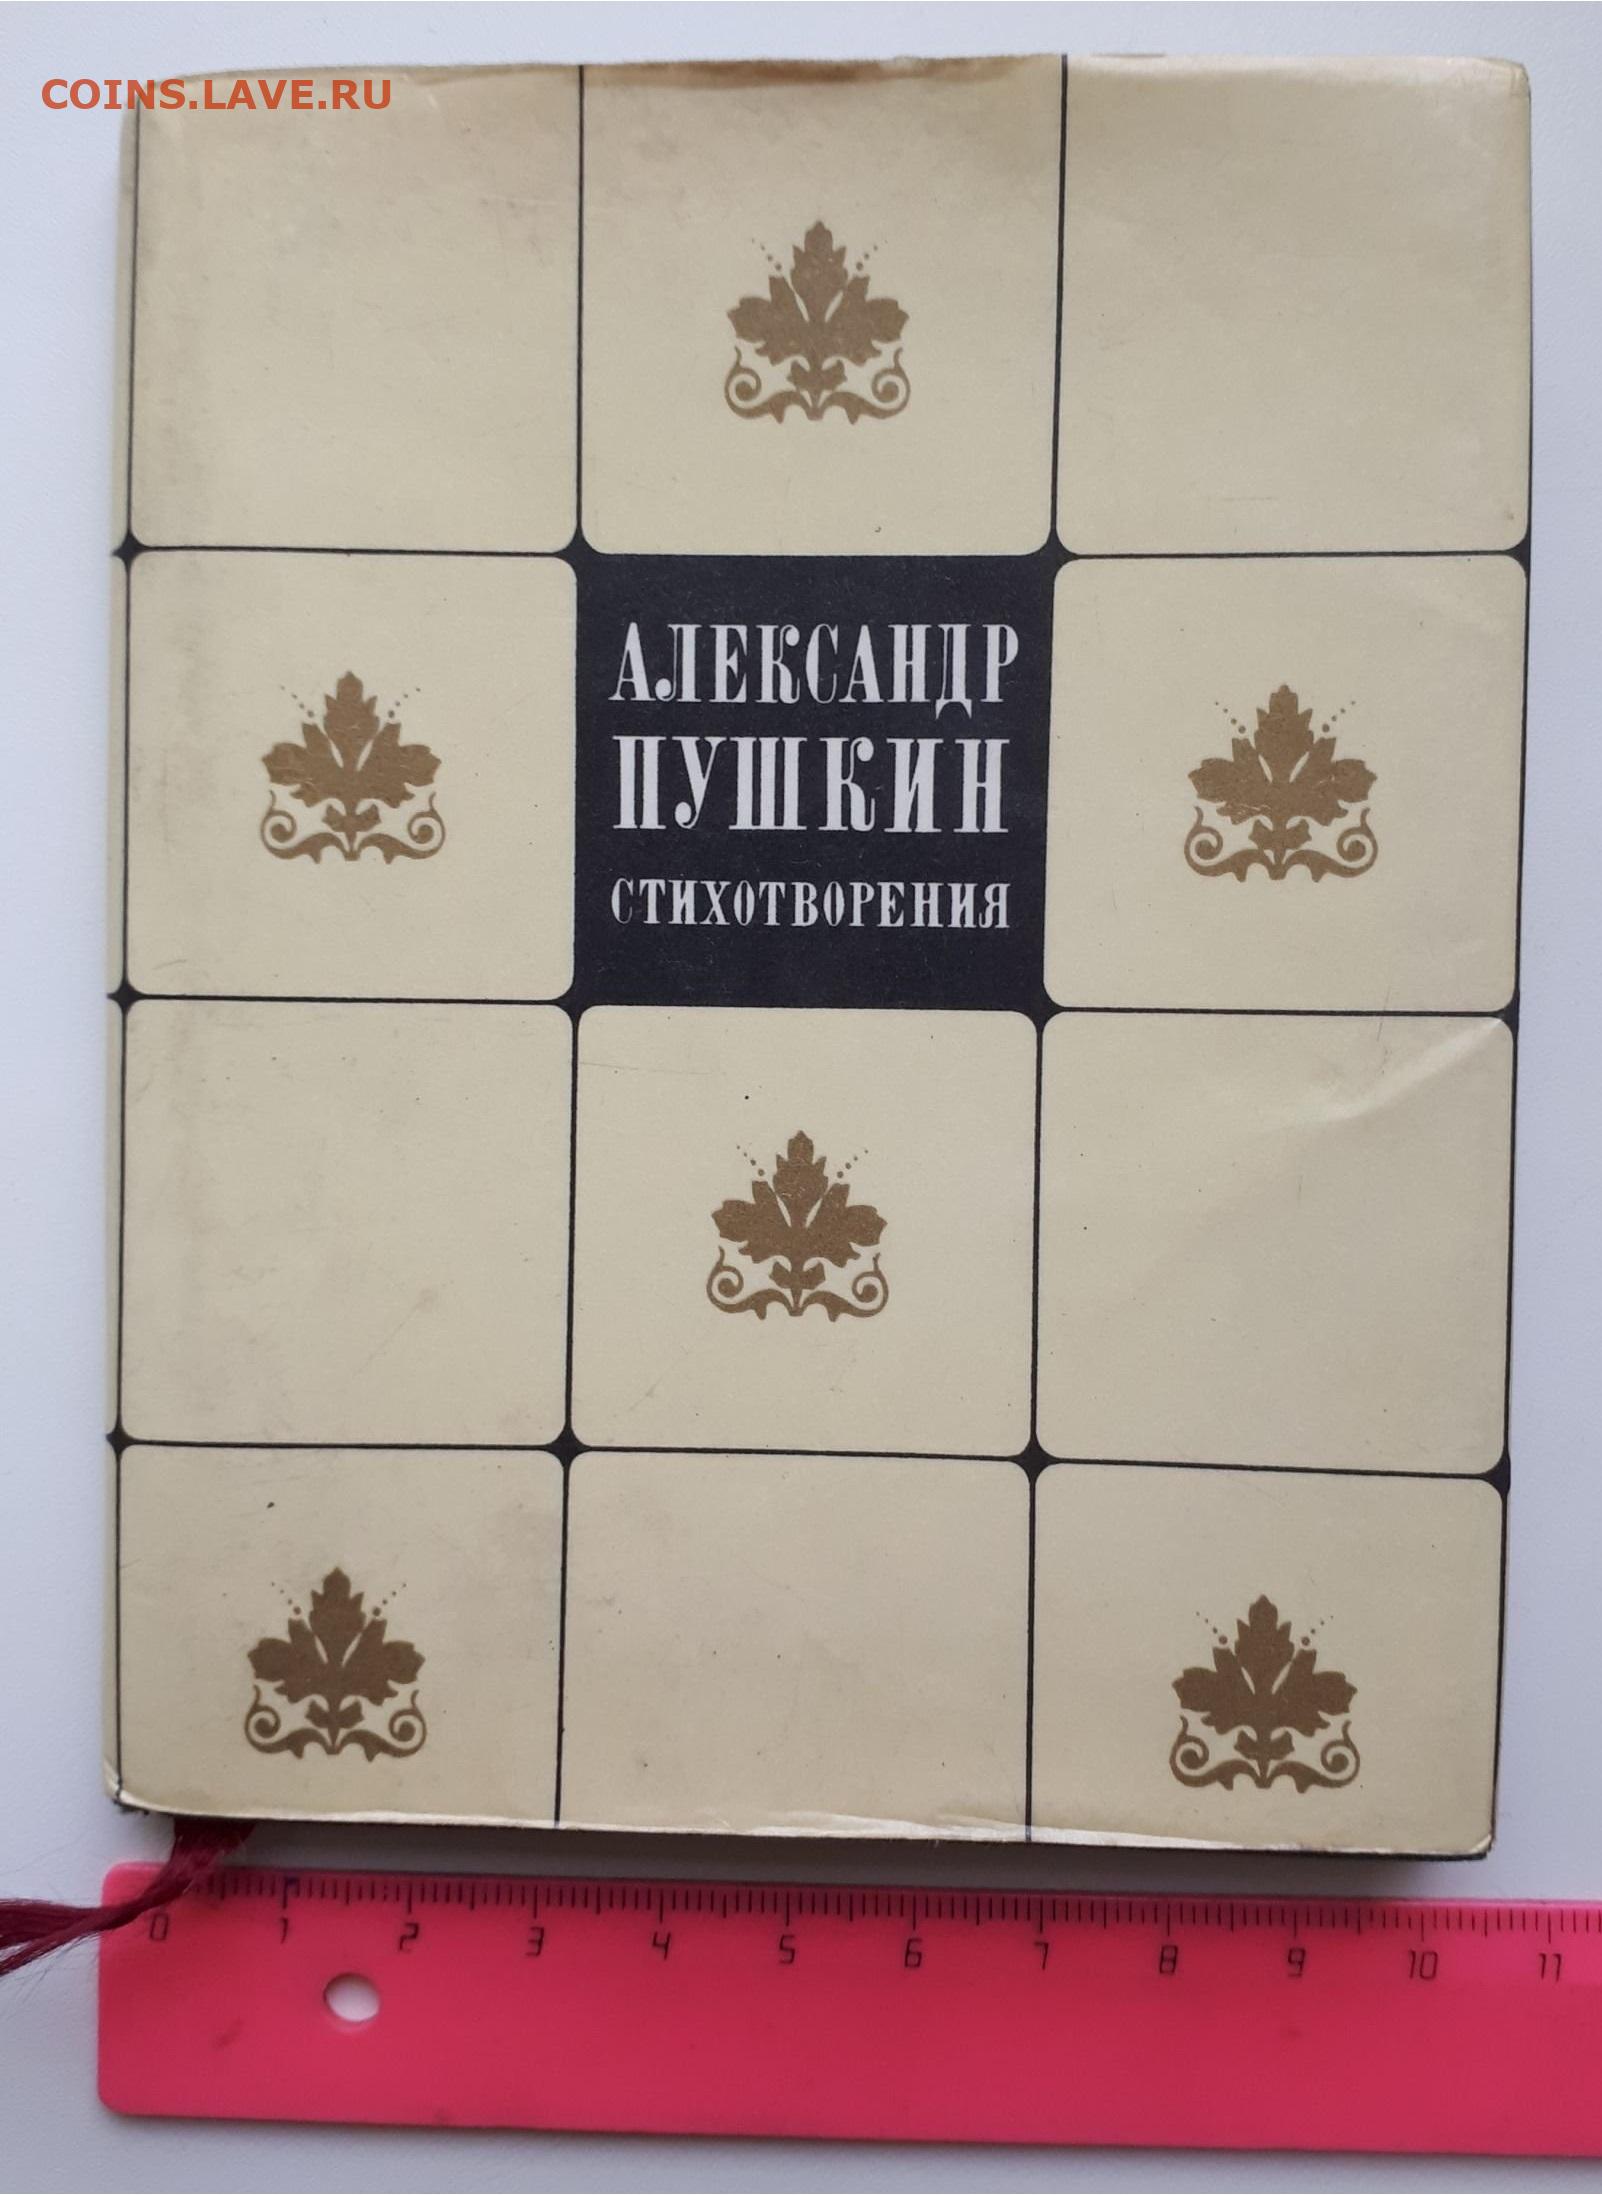 COINS.LAVE.RU
АЛЕКСАНДР
ПУШКИН
СТИХОТВОРЕНИЯ
0 1 2 3 4 5 6 7 8 9 10 11